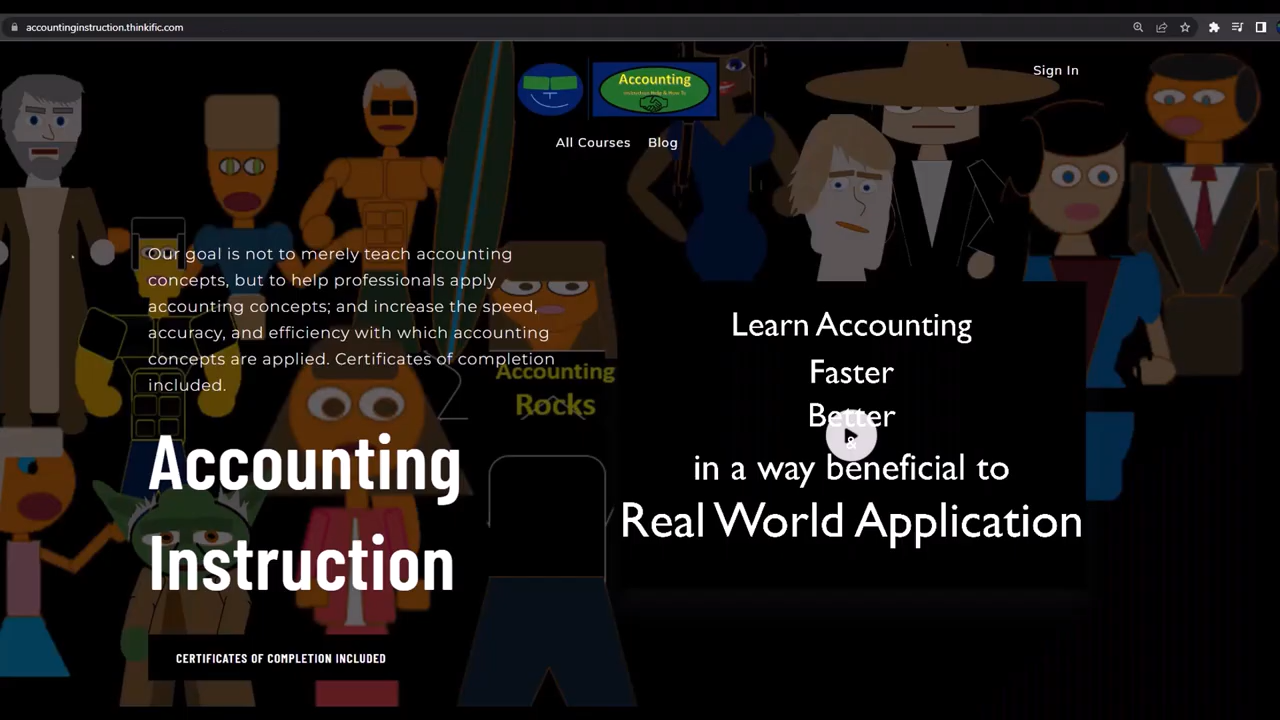 accountinginstruction.thinkific.com
Sign In
Accounting
All Courses
Blog
Our goal is not to merely teach accounting
concepts, but to help professionals apply
accounting concepts; and increase the speed,
accuracy, and efficiency with which accounting
concepts are applied. Certificates of completion
included.
Accounting
Rocks
Accounting
Instruction
CERTIFICATES OF COMPLETION INCLUDED
Learn Accounting
Faster
Better
&
in a way beneficial to
Real World Application